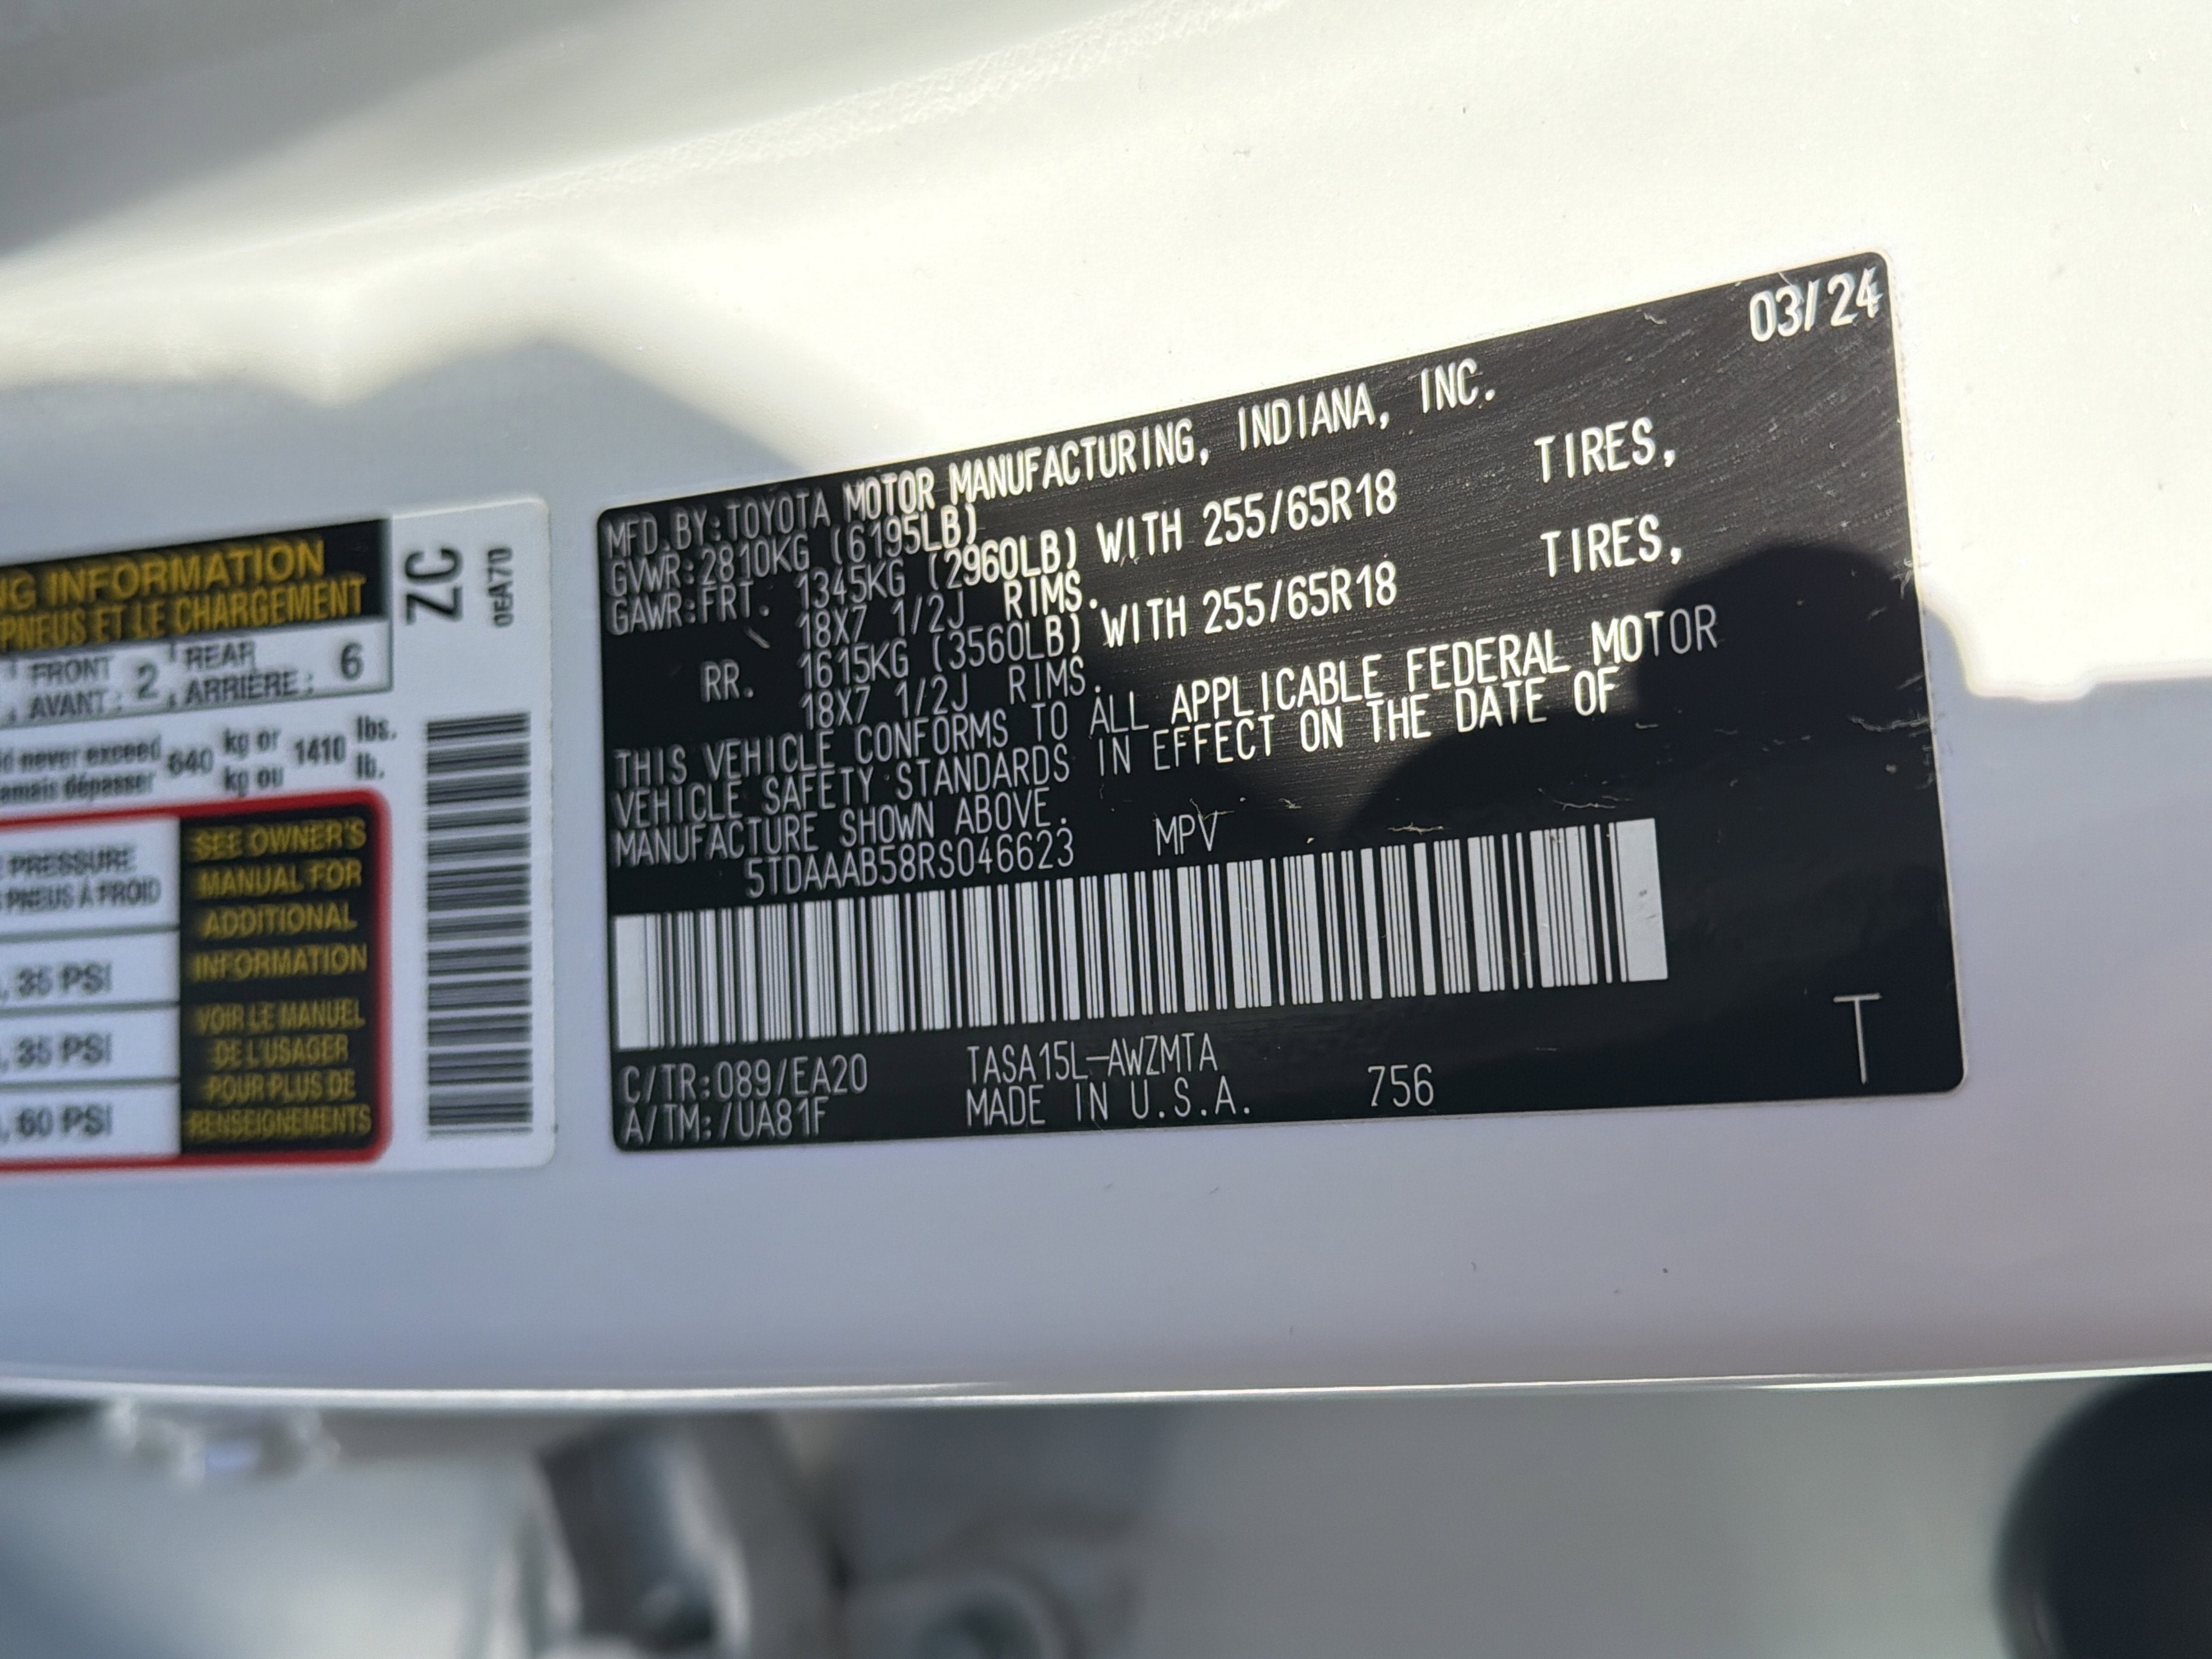 NG INFORMATION
PNEUS ET LE CHARGEMENT
FRONT
AVANT: 2, REAR
ARRIÈRE: 6
never exceed 640 kg or 1410 lbs.
dépasser kg ou lb.
PRESSURE
PNEUS À FROID
35 PSI
35 PSI
60 PSI
SEE OWNER'S
MANUAL FOR
ADDITIONAL
INFORMATION
VOIR LE MANUEL
DE L'USAGER
POUR PLUS DE
RENSEIGNEMENTS
ZC
0EA70
03/24
MFD.BY:TOYOTA MOTOR MANUFACTURING, INDIANA, INC.
GVWR:2810KG (6195LB)
GAWR:FRT. 1345KG (2960LB) WITH 255/65R18 TIRES,
18X7 1/2J RIMS.
RR. 1615KG (3560LB) WITH 255/65R18 TIRES,
18X7 1/2J RIMS.
THIS VEHICLE CONFORMS TO ALL APPLICABLE FEDERAL MOTOR
VEHICLE SAFETY STANDARDS IN EFFECT ON THE DATE OF
MANUFACTURE SHOWN ABOVE.
5TDAAAB58RS046623 MPV
C/TR:089/EA20 TASA15L-AWZMTA
A/TM:/UA81F MADE IN U.S.A. 756
T